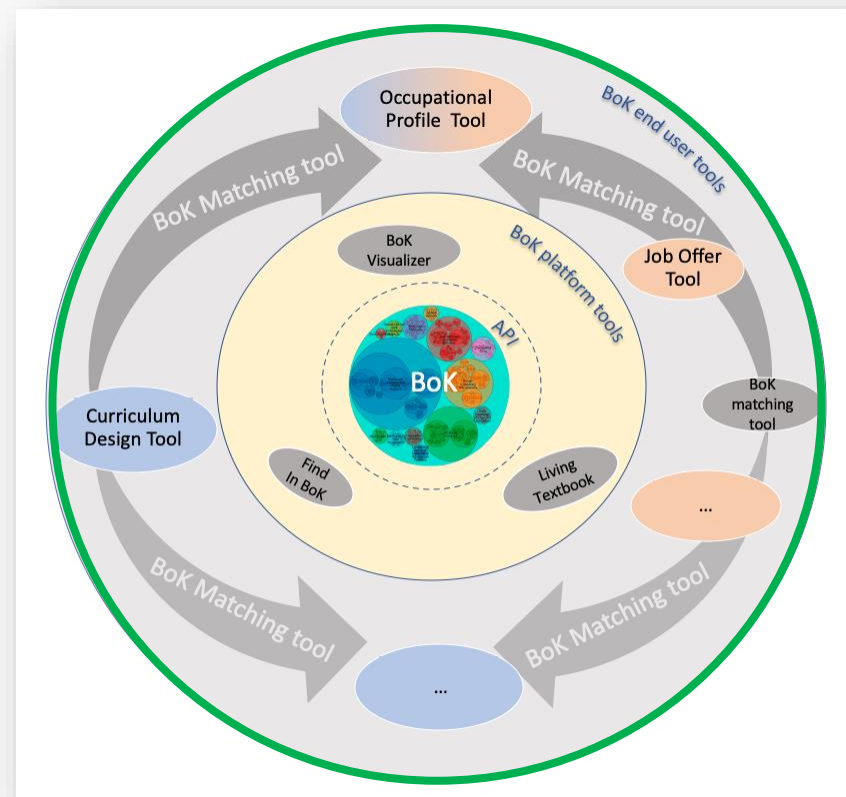 Occupational
Profile Tool
BoK end user tools
BoK Matching tool
BoK Matching tool
BoK
Visualizer
BoK platform tools
Job Offer
Tool
API
BoK
BoK
matching
tool
Curriculum
Design Tool
Find
In BoK
Living
Textbook
...
BoK Matching tool
BoK Matching tool
...